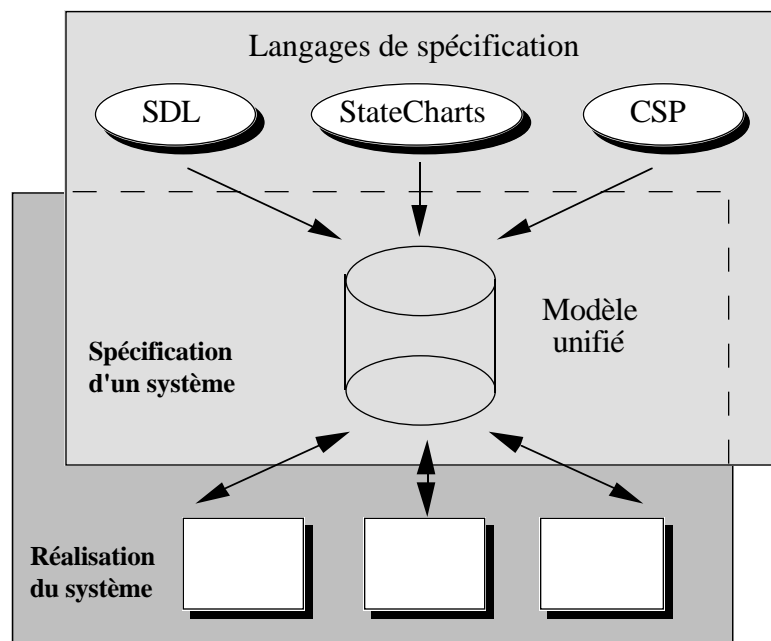 Langages de spécification
SDL
StateCharts
CSP
Modèle
unifié
Spécification
d'un système
Réalisation
du système